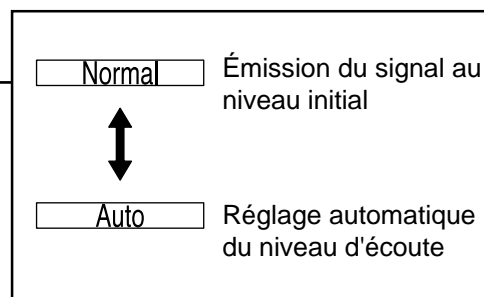 Normal
Émission du signal au
niveau initial
Auto
Réglage automatique
du niveau d'écoute